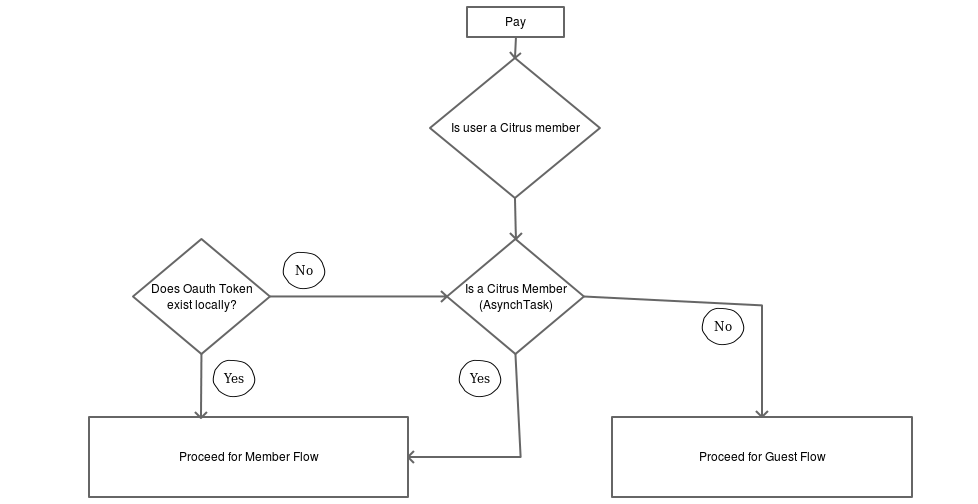 Pay
Is user a Citrus member
No
Does Oauth Token
exist locally?
Is a Citrus Member
(AsynchTask)
No
Yes
Yes
Proceed for Member Flow
Proceed for Guest Flow